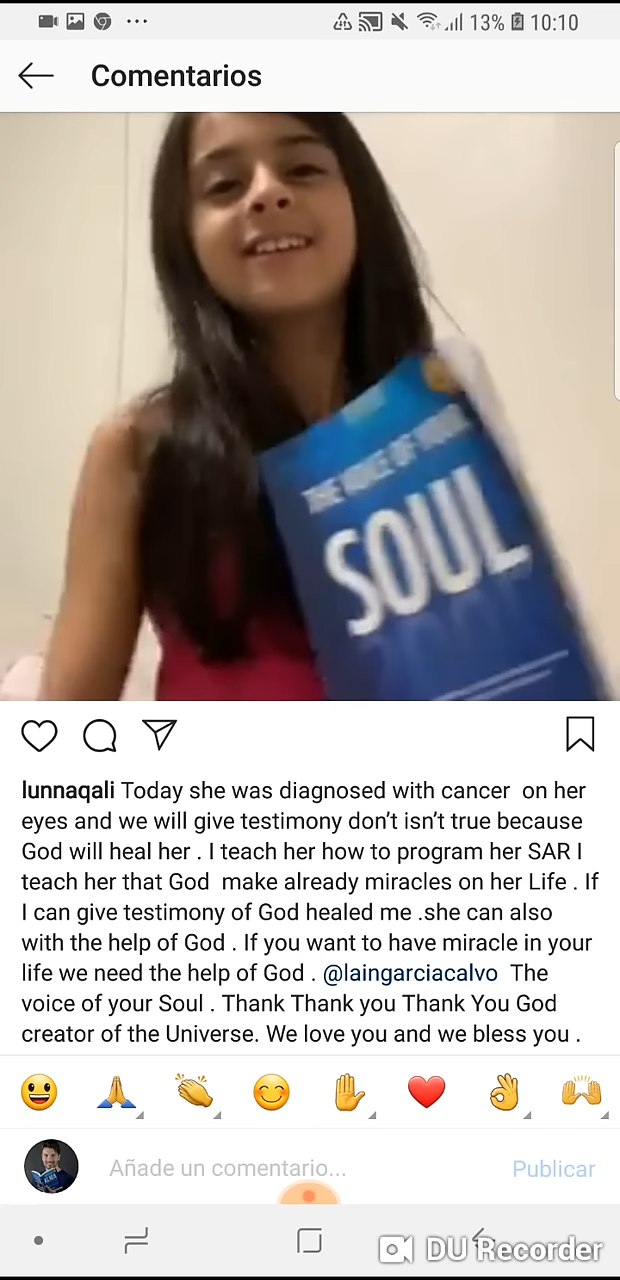 13% 10:10
Comentarios
THE VOICE OF YOUR
SOUL
lunnaqali Today she was diagnosed with cancer on her
eyes and we will give testimony don’t isn’t true because
God will heal her . I teach her how to program her SAR I
teach her that God make already miracles on her Life . If
I can give testimony of God healed me .she can also
with the help of God . If you want to have miracle in your
life we need the help of God . @laingarciacalvo The
voice of your Soul . Thank Thank you Thank You God
creator of the Universe. We love you and we bless you .
Añade un comentario...
Publicar
DU Recorder